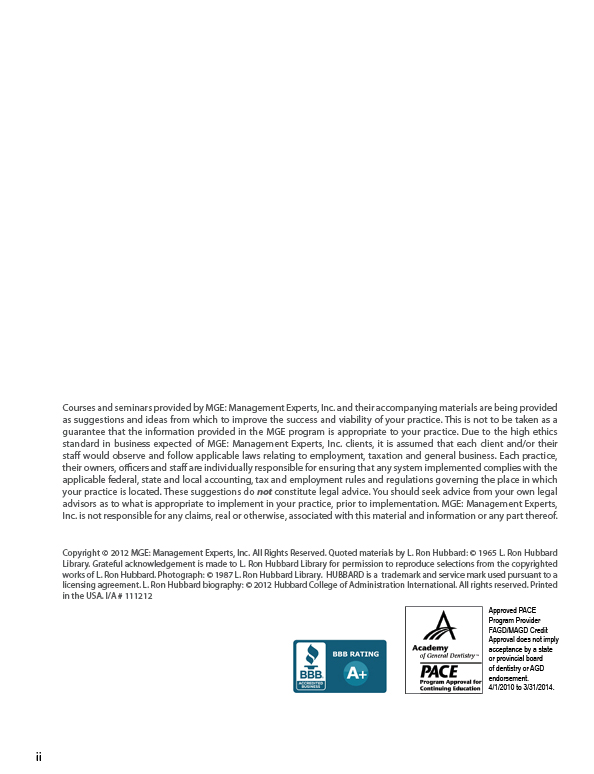 Courses and seminars provided by MGE: Management Experts, Inc. and their accompanying materials are being provided
as suggestions and ideas from which to improve the success and viability of your practice. This is not to be taken as a
guarantee that the information provided in the MGE program is appropriate to your practice. Due to the high ethics
standard in business expected of MGE: Management Experts, Inc. clients, it is assumed that each client and/or their
staff would observe and follow applicable laws relating to employment, taxation and general business. Each practice,
their owners, officers and staff are individually responsible for ensuring that any system implemented complies with the
applicable federal, state and local accounting, tax and employment rules and regulations governing the place in which
your practice is located. These suggestions do not constitute legal advice. You should seek advice from your own legal
advisors as to what is appropriate to implement in your practice, prior to implementation. MGE: Management Experts,
Inc. is not responsible for any claims, real or otherwise, associated with this material and information or any part thereof.
Copyright © 2012 MGE: Management Experts, Inc. All Rights Reserved. Quoted materials by L. Ron Hubbard: © 1965 L. Ron Hubbard
Library. Grateful acknowledgement is made to L. Ron Hubbard Library for permission to reproduce selections from the copyrighted
works of L. Ron Hubbard. Photograph: © 1987 L. Ron Hubbard Library. HUBBARD is a trademark and service mark used pursuant to a
licensing agreement. L. Ron Hubbard biography: © 2012 Hubbard College of Administration International. All rights reserved. Printed
in the USA. I/A # 111212
BBB
ACCREDITED
BUSINESS
BBB RATING
A+
Academy
of General Dentistry™
PACE
Program Approval for
Continuing Education
Approved PACE
Program Provider
FAGD/MAGD Credit
Approval does not imply
acceptance by a state
or provincial board
of dentistry or AGD
endorsement.
4/1/2010 to 3/31/2014.
ii